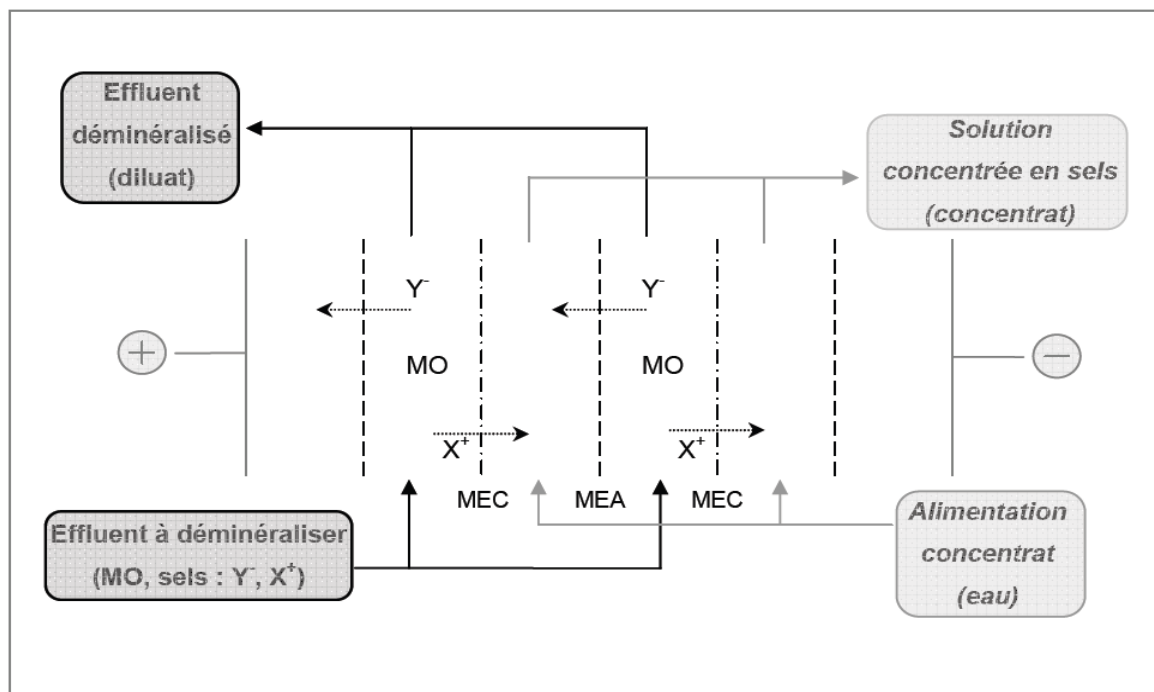 Effluent
déminéralisé
(diluat)
Solution
concentrée en sels
(concentrat)
Y⁻
Y⁻
+
MO
MO
−
X⁺
X⁺
MEC
MEA
MEC
Effluent à déminéraliser
(MO, sels : Y⁻, X⁺)
Alimentation
concentrat
(eau)